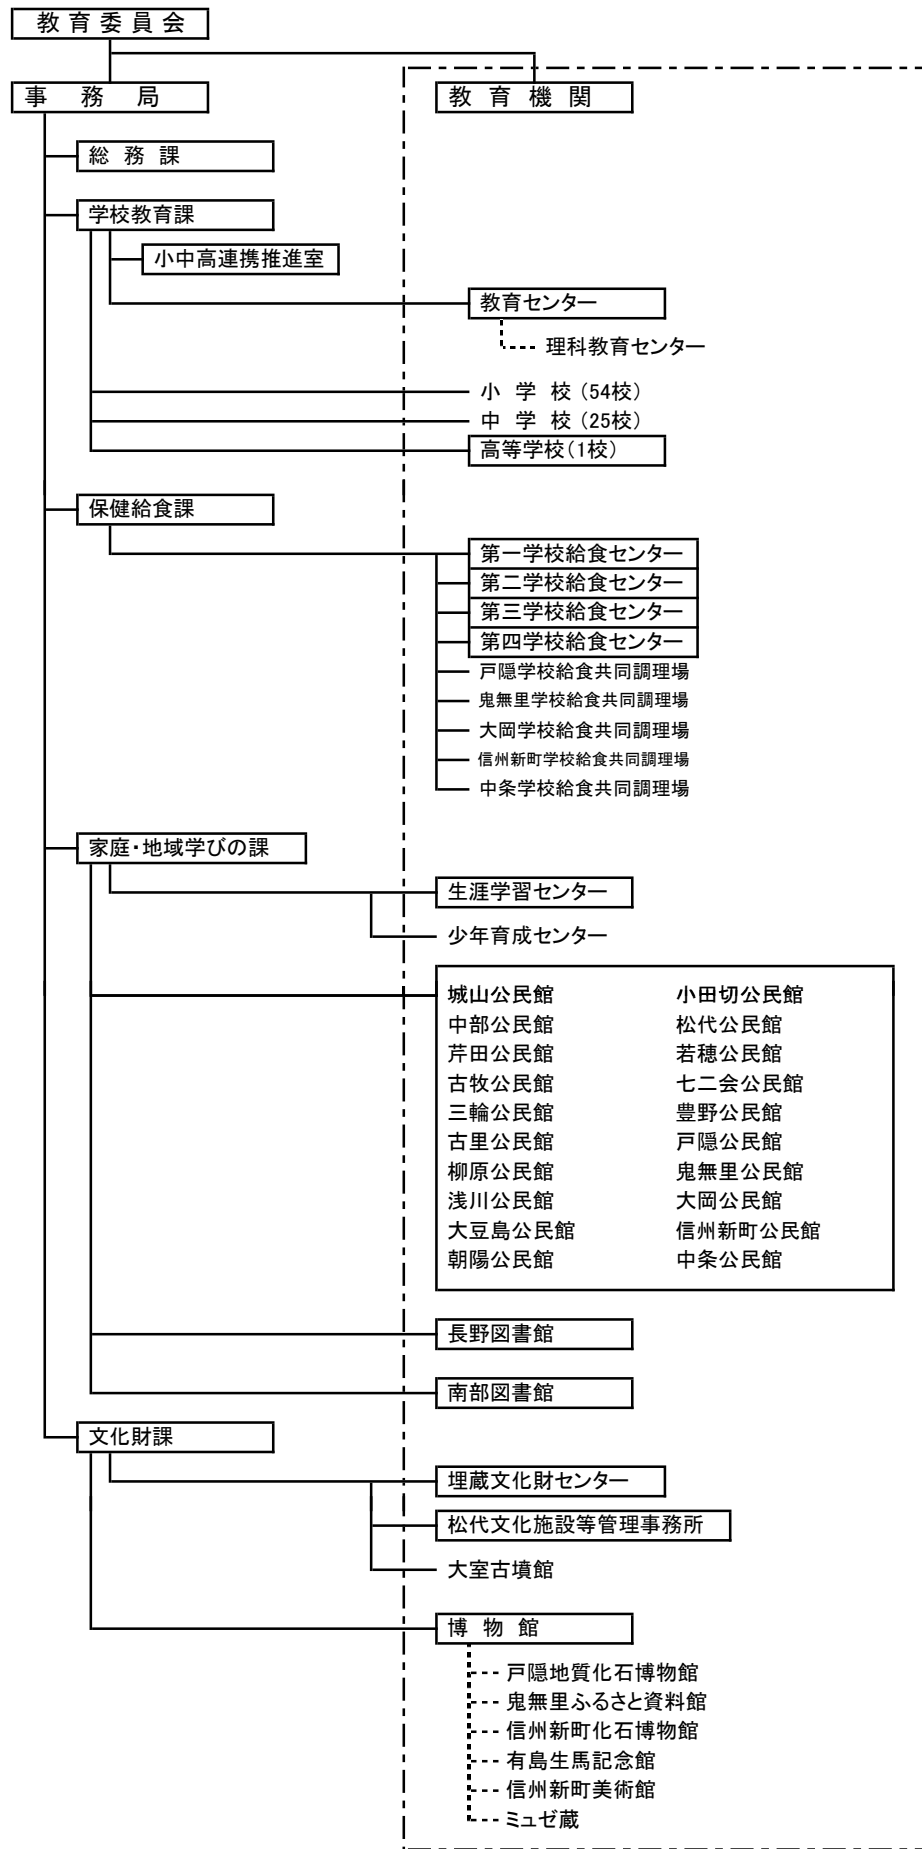 教育委員会
事務局
教育機関
総務課
学校教育課
小中高連携推進室
教育センター
理科教育センター
小学校(54校)
中学校(25校)
高等学校(1校)
保健給食課
第一学校給食センター
第二学校給食センター
第三学校給食センター
第四学校給食センター
戸隠学校給食共同調理場
鬼無里学校給食共同調理場
大岡学校給食共同調理場
信州新町学校給食共同調理場
中条学校給食共同調理場
家庭・地域学びの課
生涯学習センター
少年育成センター
城山公民館 小田切公民館
中部公民館 松代公民館
芹田公民館 若穂公民館
古牧公民館 七二会公民館
三輪公民館 豊野公民館
古里公民館 戸隠公民館
柳原公民館 鬼無里公民館
浅川公民館 大岡公民館
大豆島公民館 信州新町公民館
朝陽公民館 中条公民館
長野図書館
南部図書館
文化財課
埋蔵文化財センター
松代文化施設等管理事務所
大室古墳館
博物館
戸隠地質化石博物館
鬼無里ふるさと資料館
信州新町化石博物館
有島生馬記念館
信州新町美術館
ミュゼ蔵